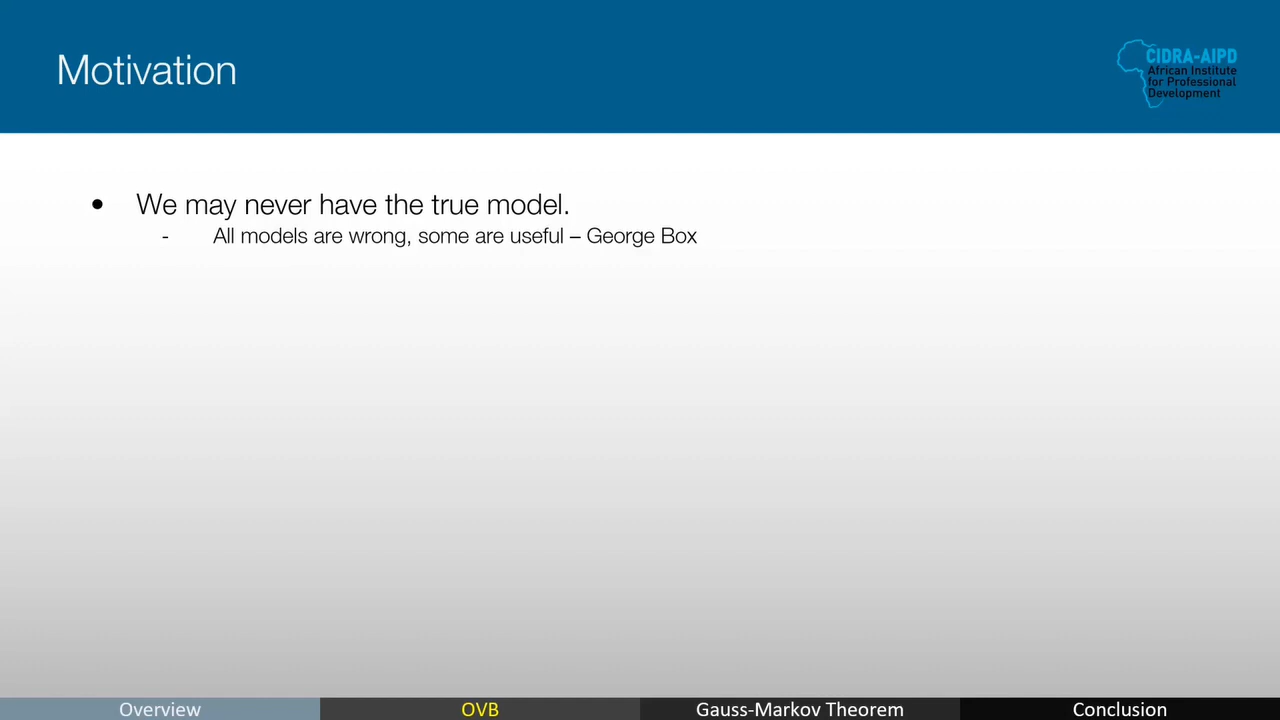 Motivation
CIDRA-AIPD
African Institute
for Professional
Development
• We may never have the true model.
- All models are wrong, some are useful – George Box
Overview
OVB
Gauss-Markov Theorem
Conclusion